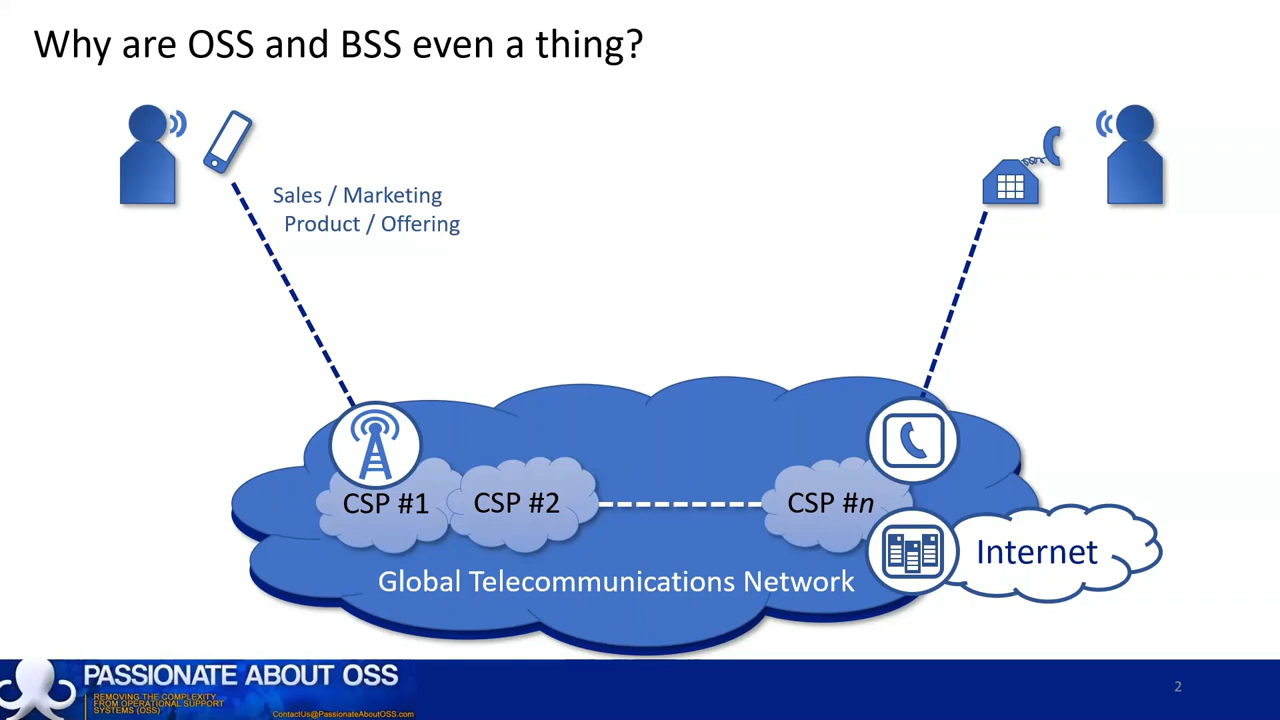 Why are OSS and BSS even a thing?
Sales / Marketing
Product / Offering
CSP #1
CSP #2
CSP #n
Internet
Global Telecommunications Network
PASSIONATE ABOUT OSS
REMOVING THE COMPLEXITY
FROM OPERATIONAL SUPPORT
SYSTEMS (OSS)
ContactUs@PassionateAboutOSS.com
2